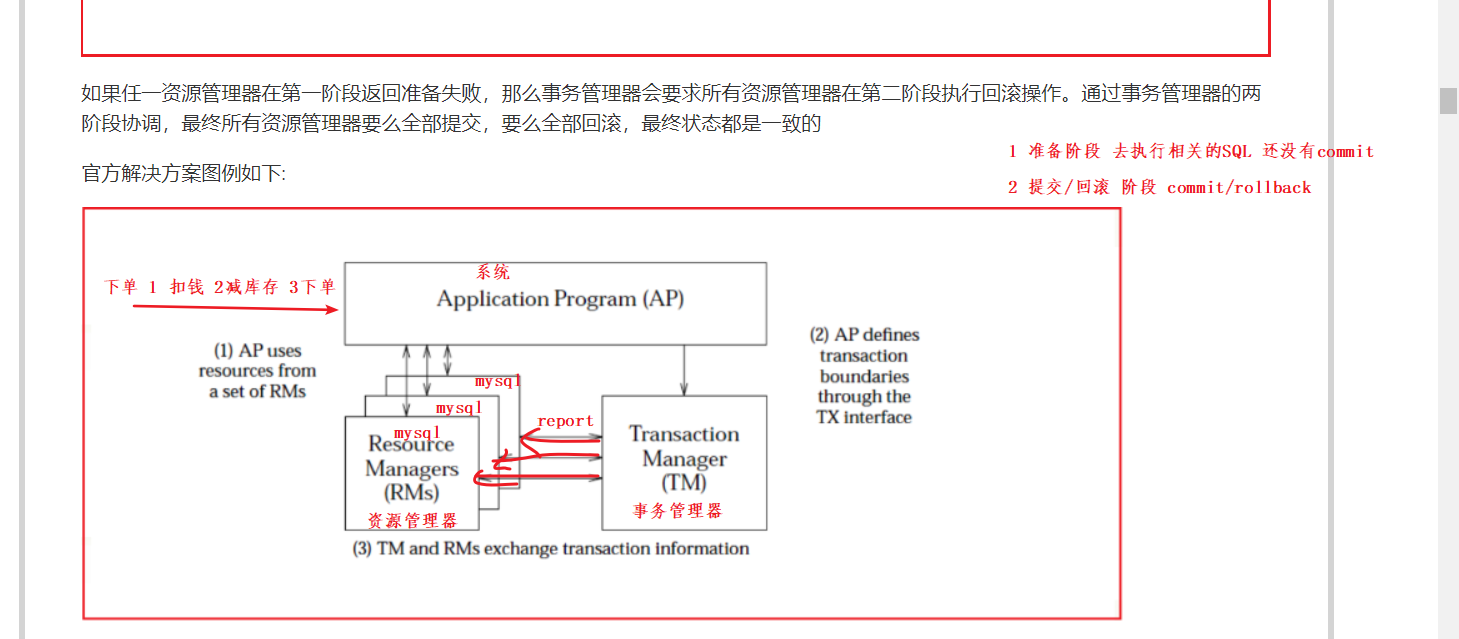 如果任一资源管理器在第一阶段返回准备失败，那么事务管理器会要求所有资源管理器在第二阶段执行回滚操作。通过事务管理器的两
阶段协调，最终所有资源管理器要么全部提交，要么全部回滚，最终状态都是一致的
1 准备阶段 去执行相关的SQL 还没有commit
官方解决方案图例如下:
2 提交/回滚 阶段 commit/rollback
系统
下单 1 扣钱 2减库存 3下单
Application Program (AP)
(1) AP uses
resources from
a set of RMs
(2) AP defines
transaction
boundaries
through the
TX interface
mysql
mysql
mysql
report
Resource
Managers
(RMs)
资源管理器
Transaction
Manager
(TM)
事务管理器
(3) TM and RMs exchange transaction information